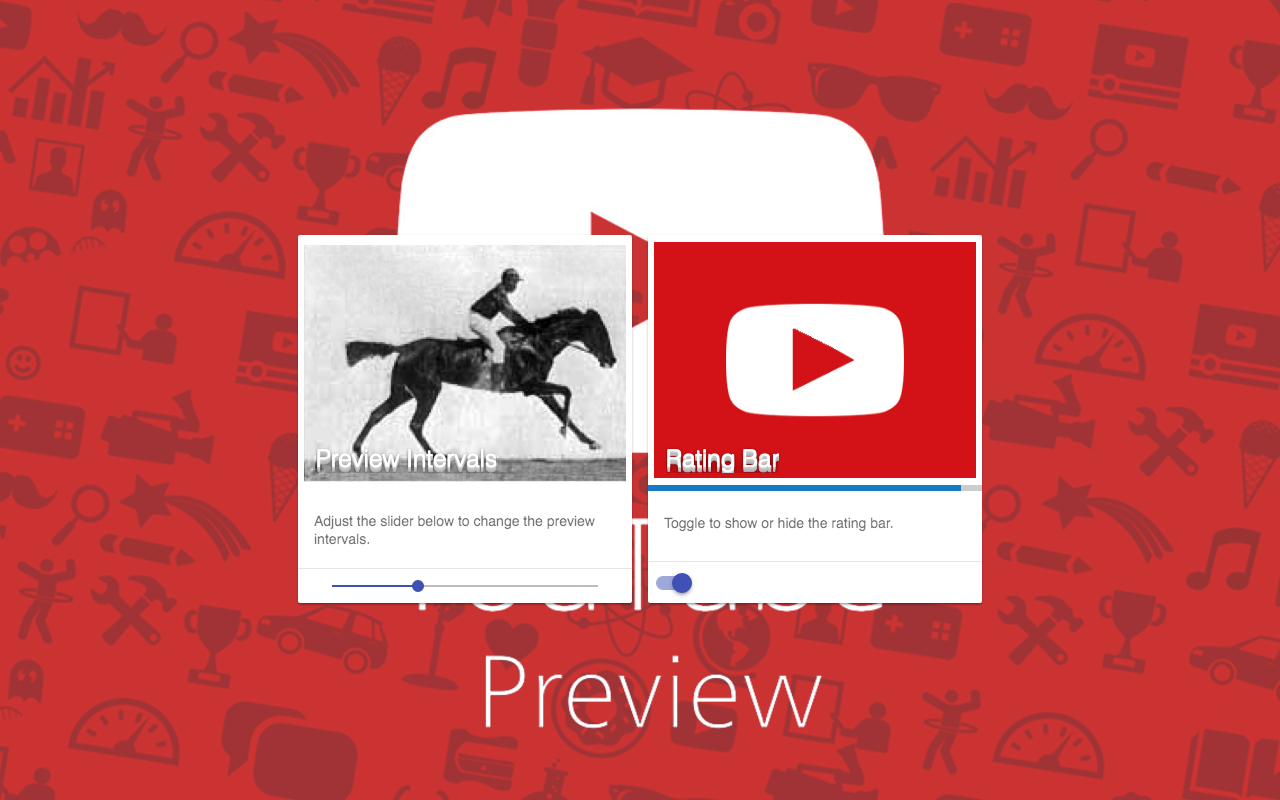 Preview Intervals
Adjust the slider below to change the preview
intervals.
Rating Bar
Toggle to show or hide the rating bar.
Preview